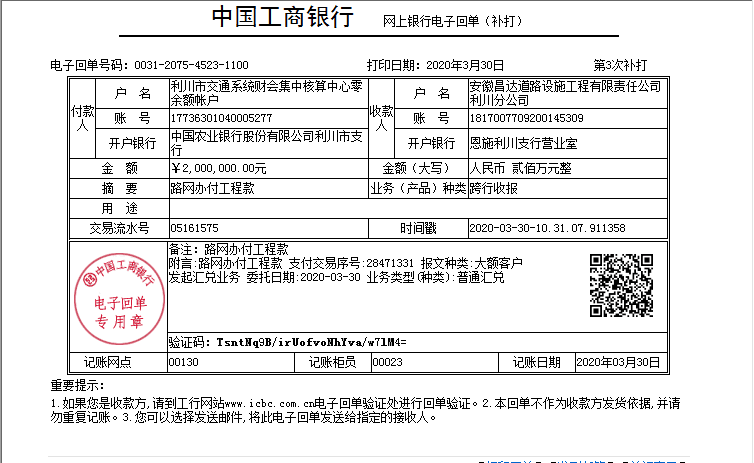 中国工商银行 网上银行电子回单（补打）
电子回单号码：0031-2075-4523-1100 打印日期：2020年3月30日 第3次补打
付款人 户 名 利川市交通系统财会集中核算中心零余额帐户 收款人 户 名 安徽昌达道路设施工程有限责任公司利川分公司
账 号 17736301040005277 账 号 1817007709200145309
开户银行 中国农业银行股份有限公司利川市支行 开户银行 恩施利川支行营业室
金 额 ￥2,000,000.00元 金额（大写） 人民币 贰佰万元整
摘 要 路网办付工程款 业务（产品）种类 跨行收报
用 途
交易流水号 05161575 时间戳 2020-03-30-10.31.07.911358
中国工商银行
电子回单
专用章
备注：路网办付工程款
附言:路网办付工程款 支付交易序号:28471331 报文种类:大额客户
发起汇兑业务 委托日期:2020-03-30 业务类型(种类):普通汇兑
验证码：TsntNq9B/irUofvoNhYva/w7lM4=
记账网点 00130 记账柜员 00023 记账日期 2020年03月30日
重要提示：
1.如果您是收款方,请到工行网站www.icbc.com.cn电子回单验证处进行回单验证。2.本回单不作为收款方发货依据,并请
勿重复记账。3.您可以选择发送邮件,将此电子回单发送给指定的接收人。